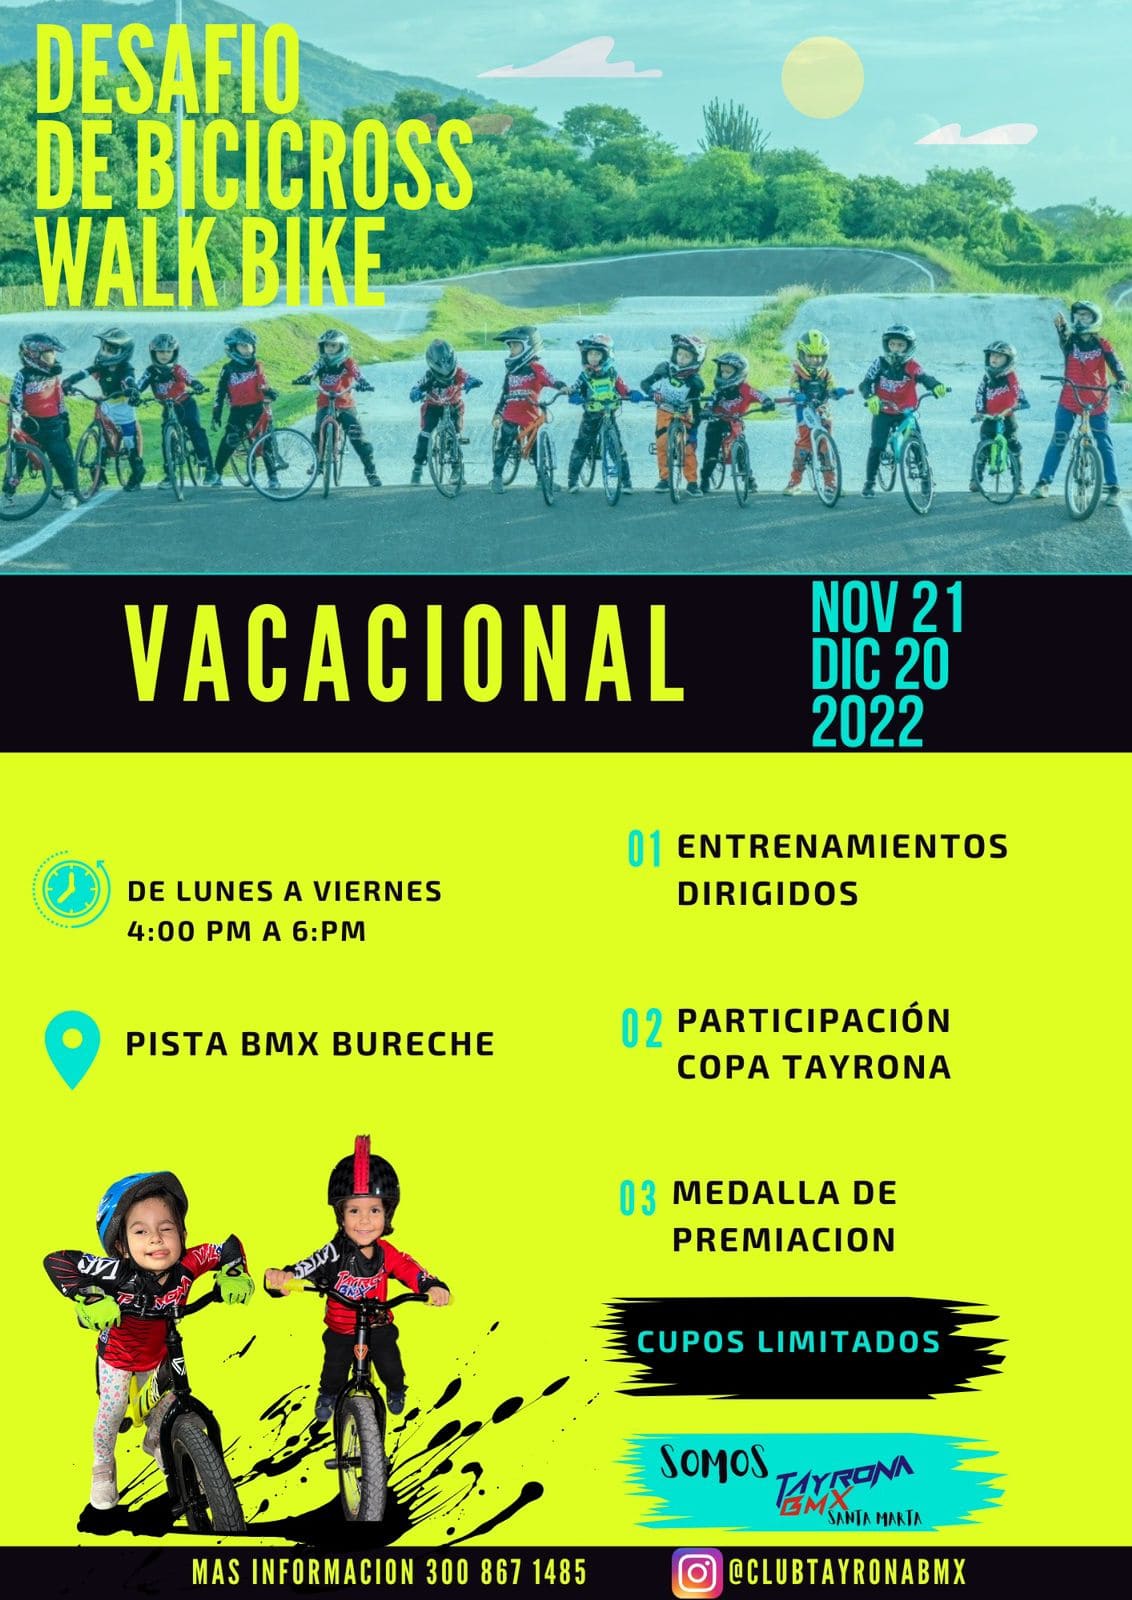 DESAFIO
DE BICICROSS
WALK BIKE
VACACIONAL
NOV 21
DIC 20
2022
DE LUNES A VIERNES
4:00 PM A 6:PM
PISTA BMX BURECHE
01 ENTRENAMIENTOS
DIRIGIDOS
02 PARTICIPACIÓN
COPA TAYRONA
03 MEDALLA DE
PREMIACION
TAYRONA
BMX
CUPOS LIMITADOS
SOMOS
TAYRONA
BMX
SANTA MARTA
MAS INFORMACION 300 867 1485
@CLUBTAYRONABMX